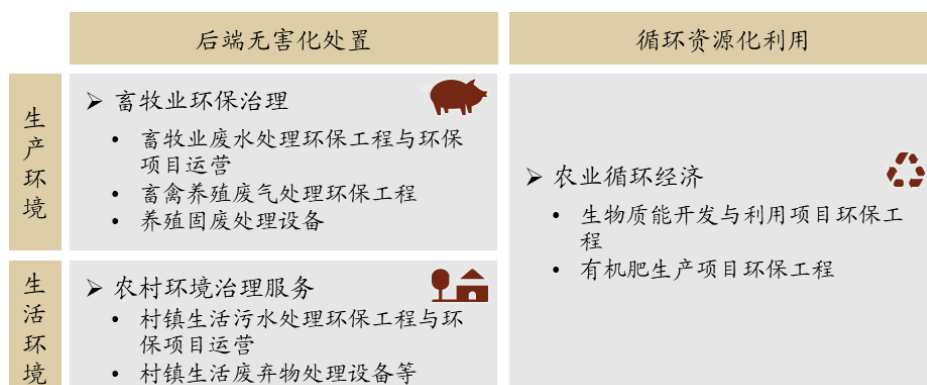 后端无害化处置
循环资源化利用
生产环境
➢ 畜牧业环保治理
• 畜牧业废水处理环保工程与环保
项目运营
• 畜禽养殖废气处理环保工程
• 养殖固废处理设备
生活环境
➢ 农村环境治理服务
• 村镇生活污水处理环保工程与环
保项目运营
• 村镇生活废弃物处理设备等
➢ 农业循环经济
• 生物质能开发与利用项目环保工
程
• 有机肥生产项目环保工程